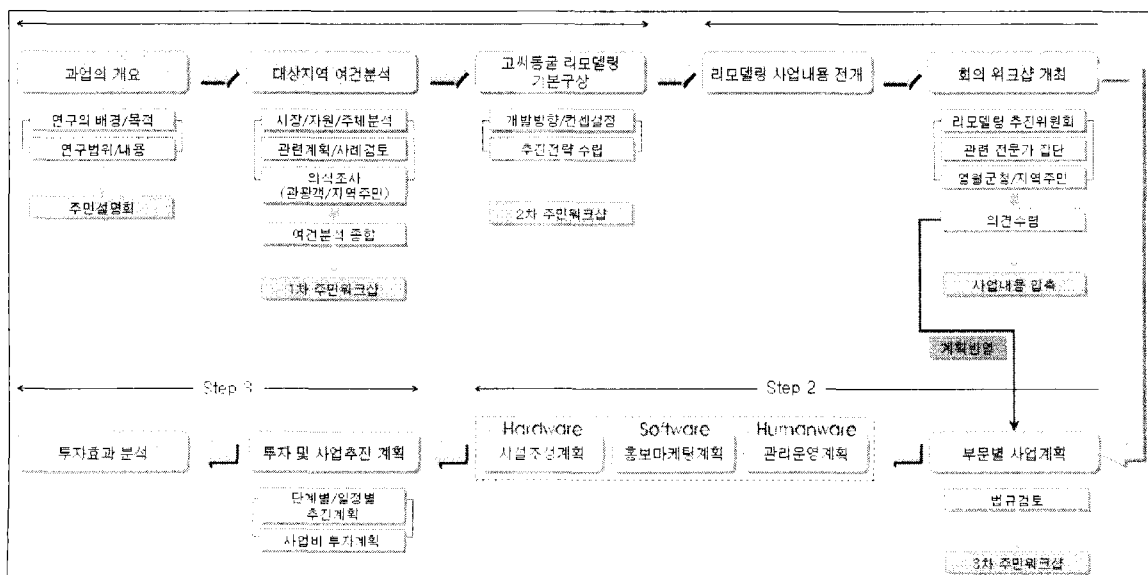 과업의 개요
대상지역 여건분석
고씨동굴 리모델링
기본구상
리모델링 사업내용 전개
회의 워크샵 개최
연구의 배경/목적
연구범위/내용
주민설명회
시장/자원/주체분석
관련계획/사례검토
의식조사
(관광객/지역주민)
여건분석 종합
1차 주민워크샵
개발방향/컨셉설정
추진전략 수립
2차 주민워크샵
리모델링 추진위원회
관련 전문가 집단
영월군청/지역주민
의견수렴
사업내용 압축
계획반영
Step 3
Step 2
투자효과 분석
투자 및 사업추진 계획
Hardware
시설조성계획
Software
홍보마케팅계획
Humanware
관리운영계획
부문별 사업계획
단계별/일정별
추진계획
사업비 투자계획
법규검토
3차 주민워크샵